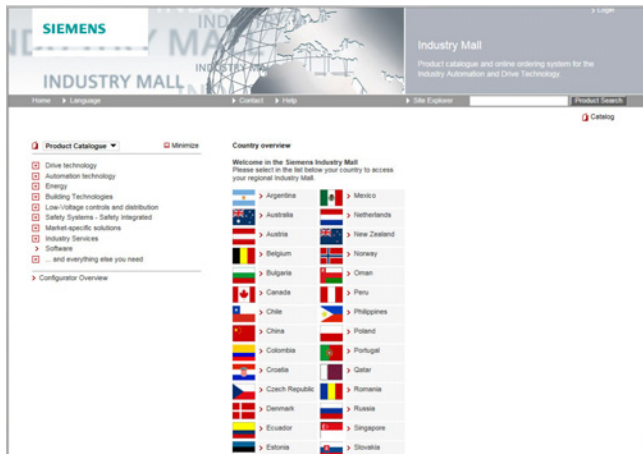 Login
SIEMENS
INDUSTRY MALL
INDUSTRY MALL
Industry Mall
Product catalogue and online ordering system for the
Industry Automation and Drive Technology.
Home Language Contact Help Site Explorer Product Search
Catalog
Product Catalogue Minimize
Drive technology
Automation technology
Energy
Building Technologies
Low-Voltage controls and distribution
Safety Systems - Safety Integrated
Market-specific solutions
Industry Services
Software
... and everything else you need
Configurator Overview
Country overview
Welcome in the Siemens Industry Mall
Please select in the list below your country to access
your regional Industry Mall.
Argentina Mexico
Australia Netherlands
Austria New Zealand
Belgium Norway
Bulgaria Oman
Canada Peru
Chile Philippines
China Poland
Colombia Portugal
Croatia Qatar
Czech Republic Romania
Denmark Russia
Ecuador Singapore
Estonia Slovakia